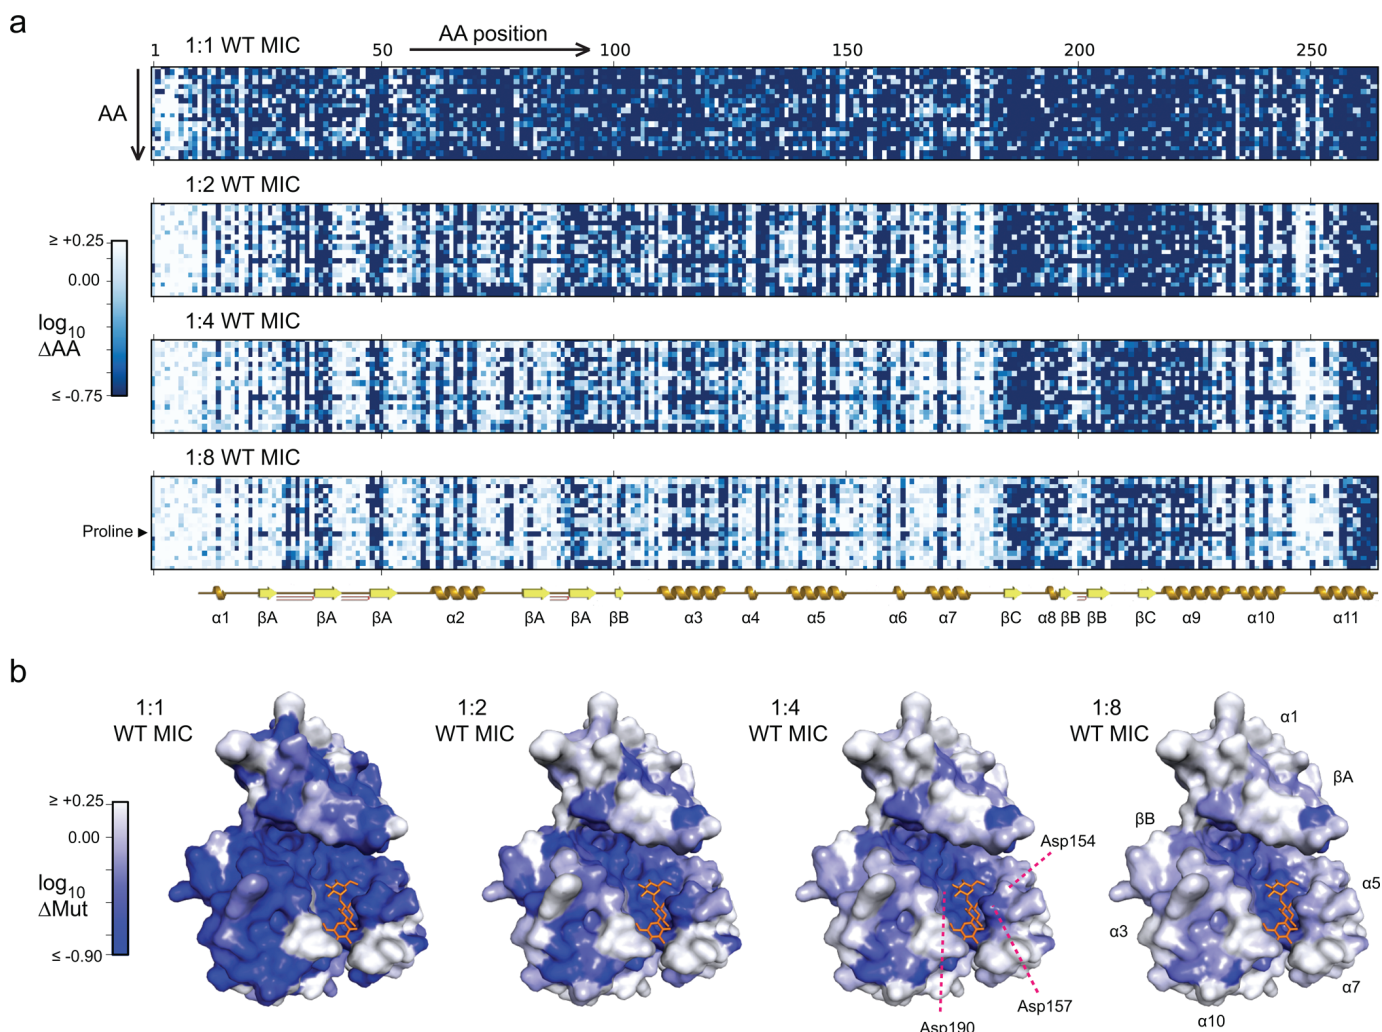 a
1 1:1 WT MIC 50 AA position 100 150 200 250
AA
1:2 WT MIC
≥ +0.25
0.00
log10
ΔAA
≤ -0.75
1:4 WT MIC
1:8 WT MIC
Proline
α1 βA βA βA α2 βA βA βB α3 α4 α5 α6 α7 βC α8 βB βB βC α9 α10 α11
b
1:1
WT MIC
1:2
WT MIC
1:4
WT MIC
1:8
WT MIC
≥ +0.25
0.00
log10
ΔMut
≤ -0.90
Asp154
Asp157
Asp190
α1
βA
βB
α5
α3
α7
α10